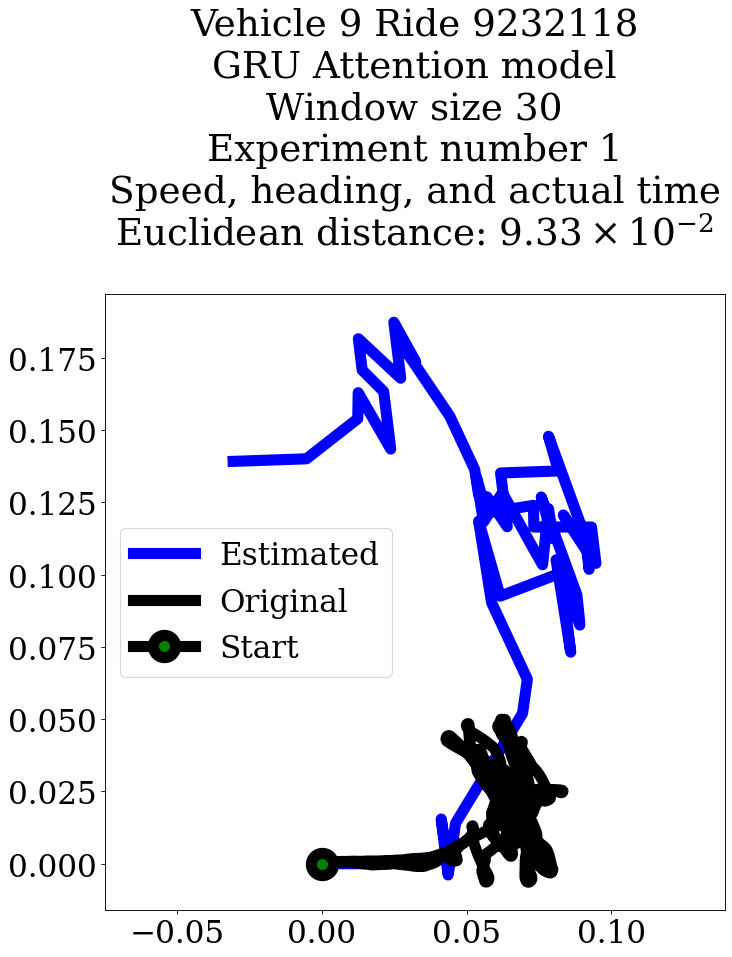 Vehicle 9 Ride 9232118
GRU Attention model
Window size 30
Experiment number 1
Speed, heading, and actual time
Euclidean distance: 9.33 × 10⁻²
0.175
0.150
0.125
0.100
0.075
0.050
0.025
0.000
Estimated
Original
Start
−0.05 0.00 0.05 0.10